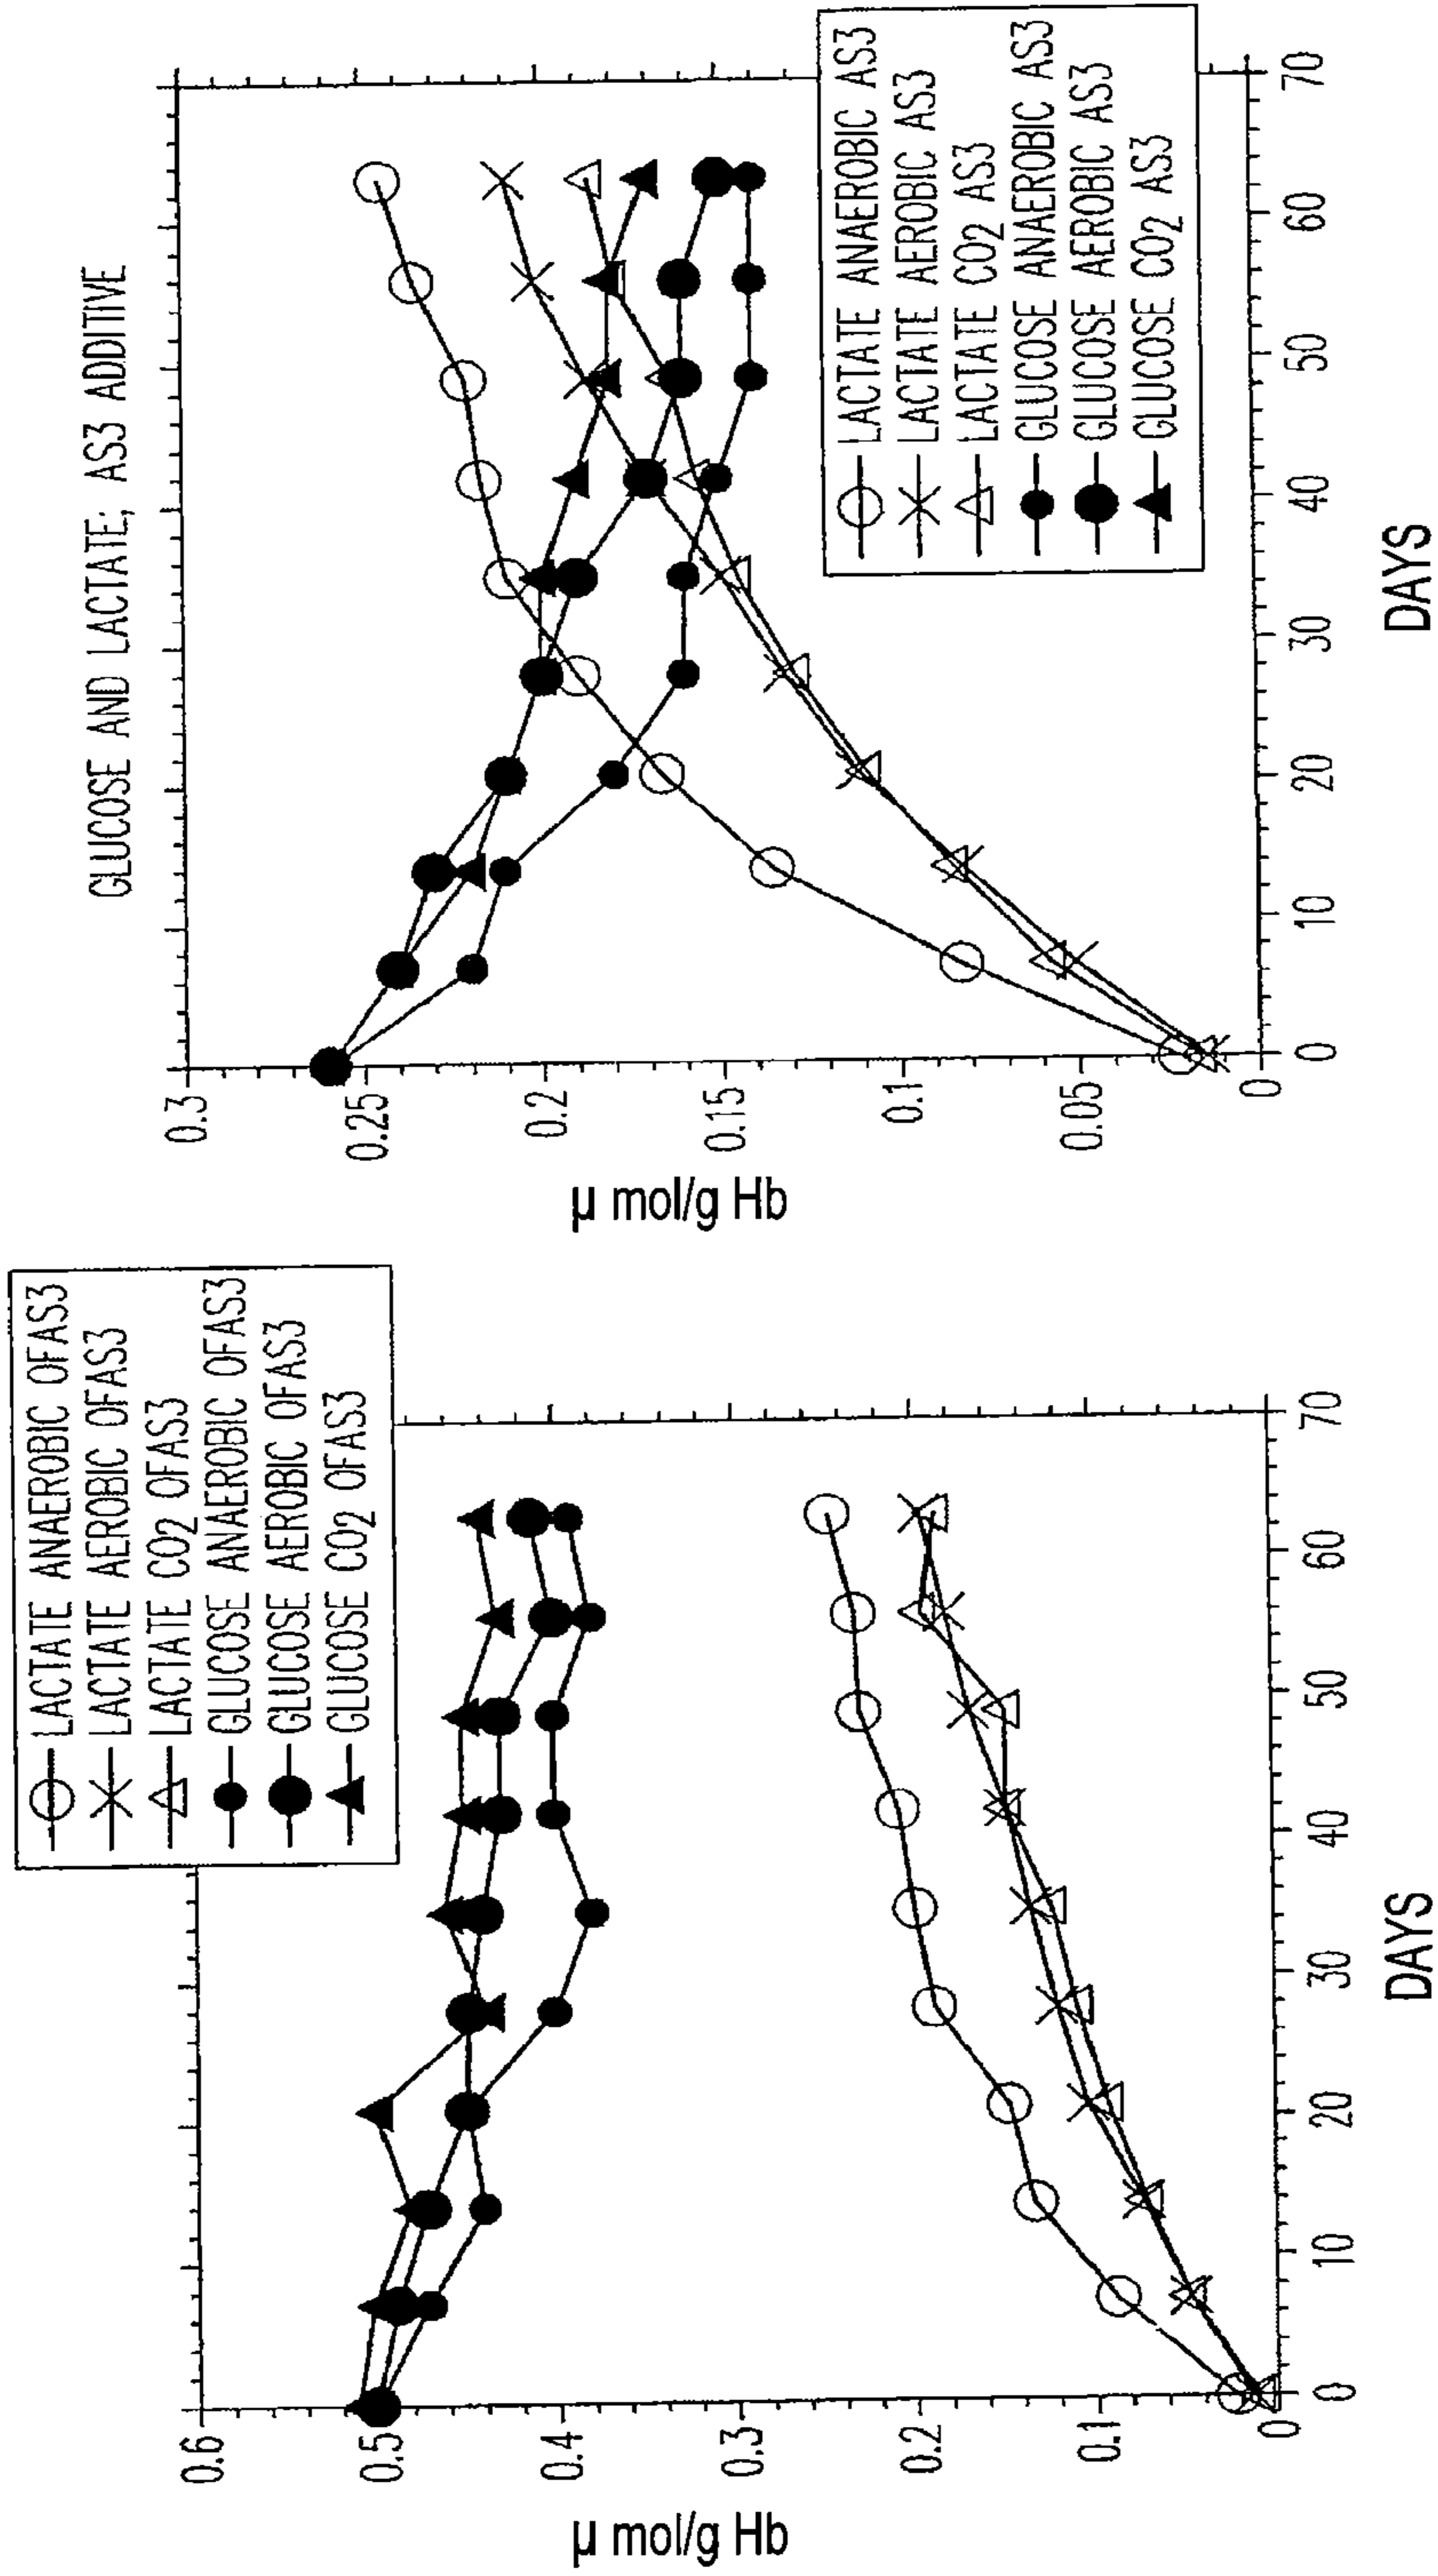 LACTATE ANAEROBIC OFAS3
LACTATE AEROBIC OFAS3
LACTATE CO2 OFAS3
GLUCOSE ANAEROBIC OFAS3
GLUCOSE AEROBIC OFAS3
GLUCOSE CO2 OFAS3
0.6
0.5
0.4
0.3
0.2
0.1
0
µ mol/g Hb
0 10 20 30 40 50 60 70
DAYS
GLUCOSE AND LACTATE; AS3 ADDITIVE
0.3
0.25
0.2
0.15
0.1
0.05
0
µ mol/g Hb
LACTATE ANAEROBIC AS3
LACTATE AEROBIC AS3
LACTATE CO2 AS3
GLUCOSE ANAEROBIC AS3
GLUCOSE AEROBIC AS3
GLUCOSE CO2 AS3
0 10 20 30 40 50 60 70
DAYS